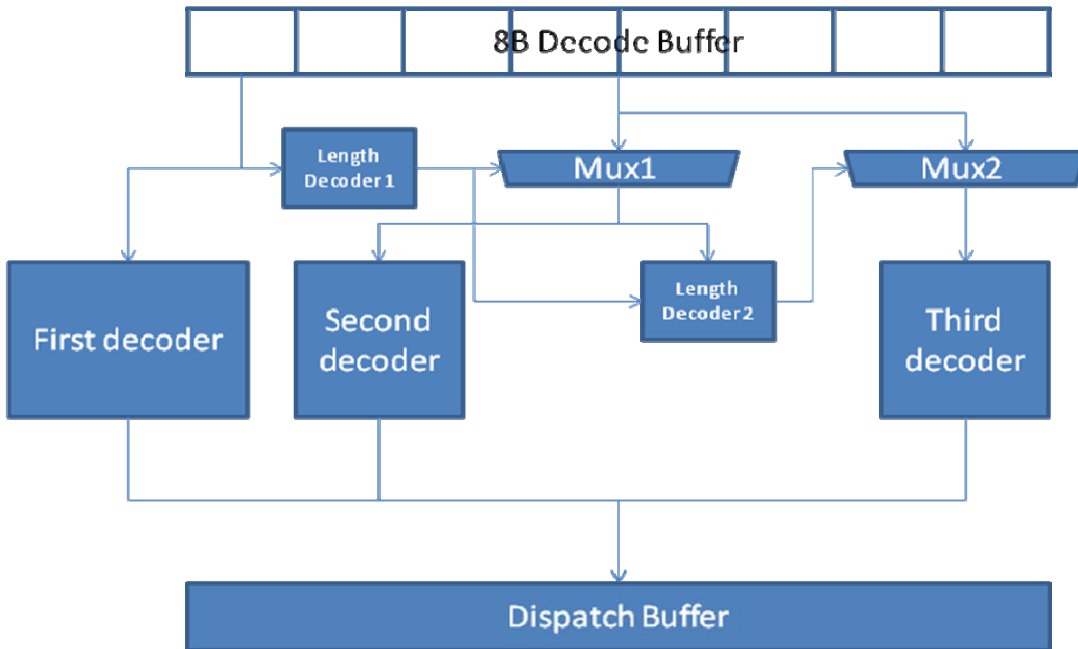 8B Decode Buffer
Length
Decoder 1
Mux1
Mux2
First decoder
Second
decoder
Length
Decoder 2
Third
decoder
Dispatch Buffer